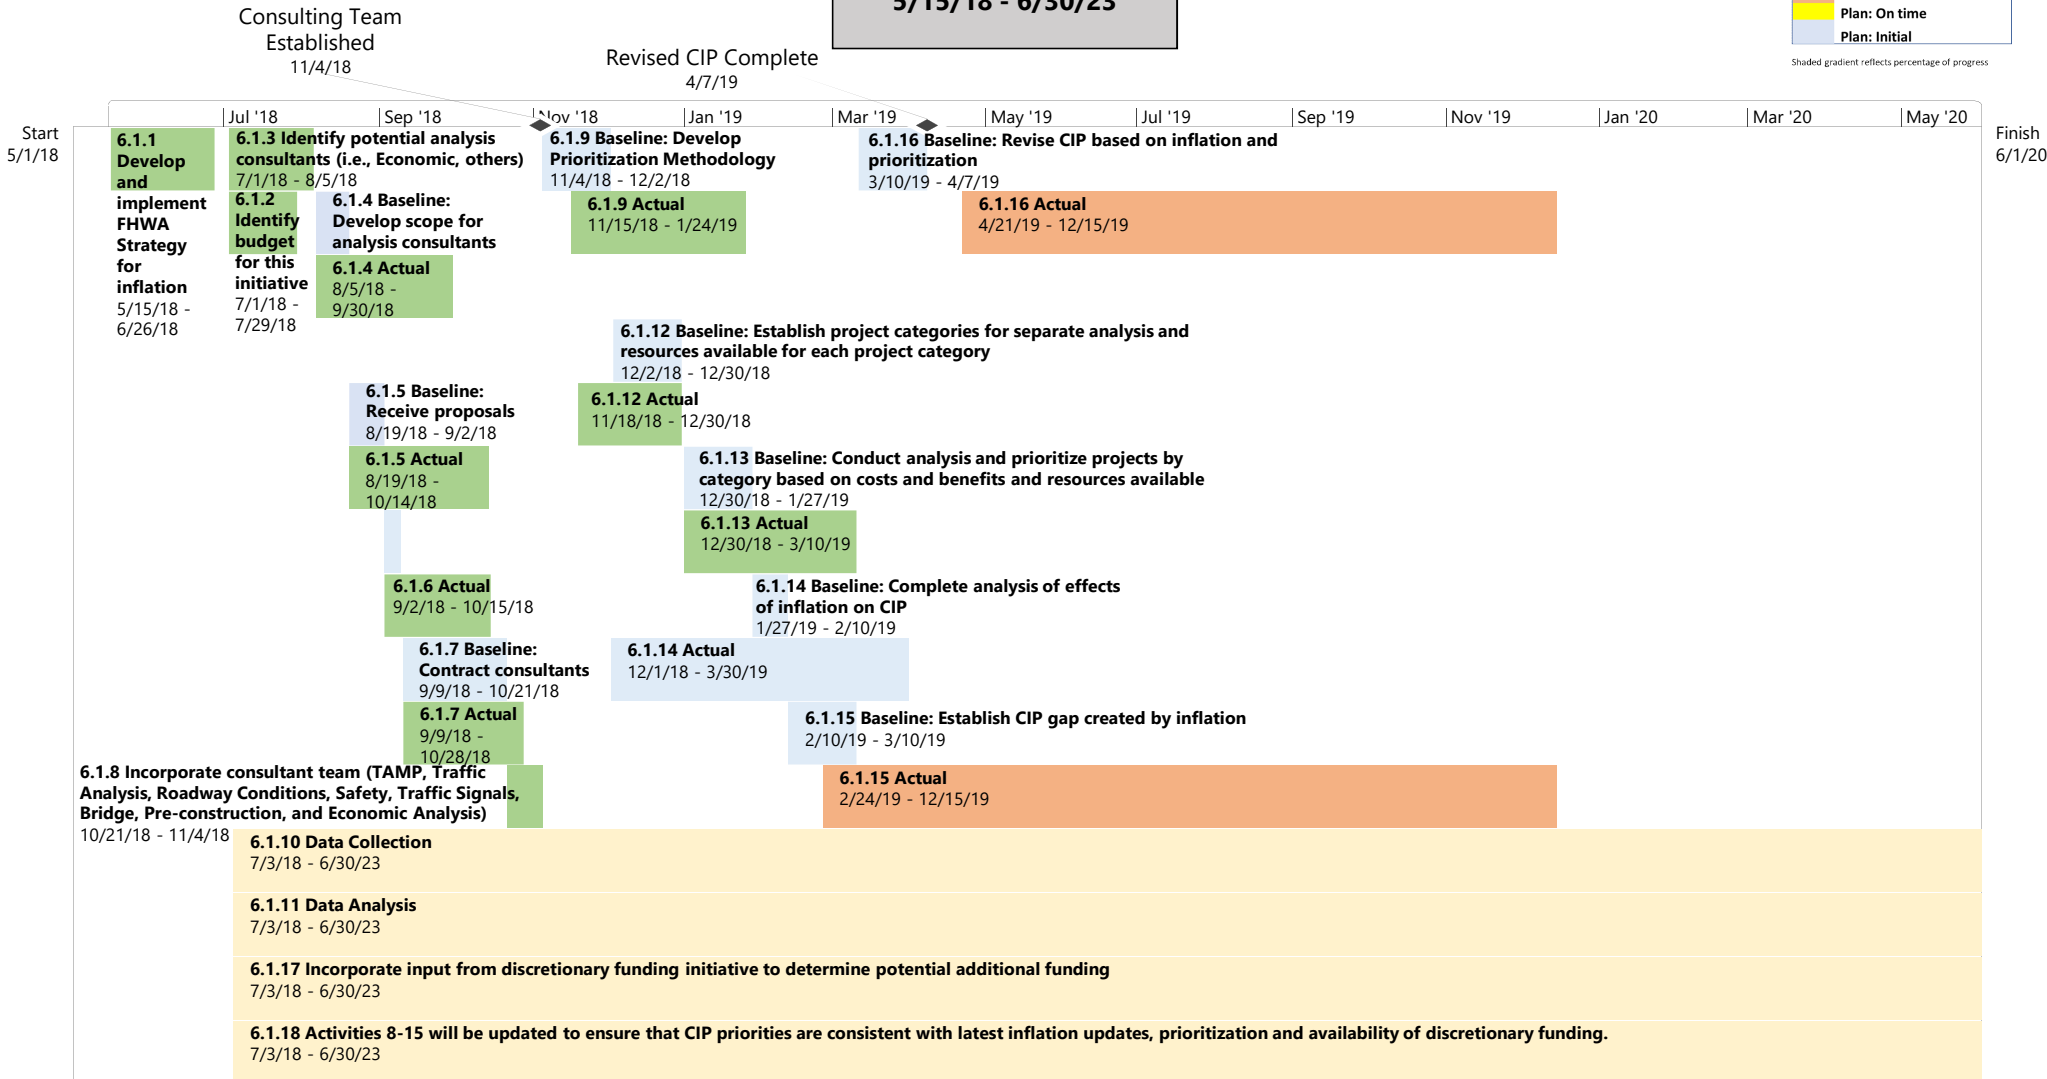 5/15/18 - 6/30/23
Plan: On time
Plan: Initial
Shaded gradient reflects percentage of progress
Consulting Team
Established
11/4/18
Revised CIP Complete
4/7/19
Jul '18
Sep '18
Nov '18
Jan '19
Mar '19
May '19
Jul '19
Sep '19
Nov '19
Jan '20
Mar '20
May '20
Start
5/1/18
Finish
6/1/20
6.1.1
Develop
and
implement
FHWA
Strategy
for
inflation
5/15/18 -
6/26/18
6.1.3 Identify potential analysis
consultants (i.e., Economic, others)
7/1/18 - 8/5/18
6.1.2
Identify
budget
for this
initiative
7/1/18 -
7/29/18
6.1.4 Baseline:
Develop scope for
analysis consultants
6.1.4 Actual
8/5/18 -
9/30/18
6.1.9 Baseline: Develop
Prioritization Methodology
11/4/18 - 12/2/18
6.1.9 Actual
11/15/18 - 1/24/19
6.1.16 Baseline: Revise CIP based on inflation and
prioritization
3/10/19 - 4/7/19
6.1.16 Actual
4/21/19 - 12/15/19
6.1.12 Baseline: Establish project categories for separate analysis and
resources available for each project category
12/2/18 - 12/30/18
6.1.5 Baseline:
Receive proposals
8/19/18 - 9/2/18
6.1.12 Actual
11/18/18 - 12/30/18
6.1.5 Actual
8/19/18 -
10/14/18
6.1.13 Baseline: Conduct analysis and prioritize projects by
category based on costs and benefits and resources available
12/30/18 - 1/27/19
6.1.13 Actual
12/30/18 - 3/10/19
6.1.6 Actual
9/2/18 - 10/15/18
6.1.14 Baseline: Complete analysis of effects
of inflation on CIP
1/27/19 - 2/10/19
6.1.7 Baseline:
Contract consultants
9/9/18 - 10/21/18
6.1.14 Actual
12/1/18 - 3/30/19
6.1.7 Actual
9/9/18 -
10/28/18
6.1.15 Baseline: Establish CIP gap created by inflation
2/10/19 - 3/10/19
6.1.8 Incorporate consultant team (TAMP, Traffic
Analysis, Roadway Conditions, Safety, Traffic Signals,
Bridge, Pre-construction, and Economic Analysis)
10/21/18 - 11/4/18
6.1.15 Actual
2/24/19 - 12/15/19
6.1.10 Data Collection
7/3/18 - 6/30/23
6.1.11 Data Analysis
7/3/18 - 6/30/23
6.1.17 Incorporate input from discretionary funding initiative to determine potential additional funding
7/3/18 - 6/30/23
6.1.18 Activities 8-15 will be updated to ensure that CIP priorities are consistent with latest inflation updates, prioritization and availability of discretionary funding.
7/3/18 - 6/30/23